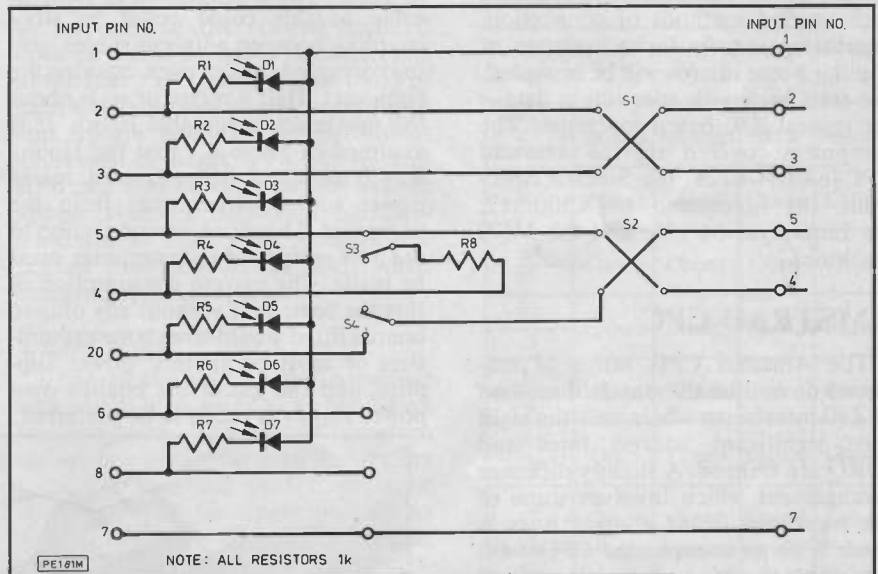 INPUT PIN NO.
INPUT PIN NO.
1
1
R1
D1
2
S1
2
R2
D2
3
3
R3
D3
5
S2
5
S3
R8
R4
D4
4
4
R5
D5
S4
20
R6
D6
6
R7
D7
8
7
7
PE181M
NOTE: ALL RESISTORS 1k